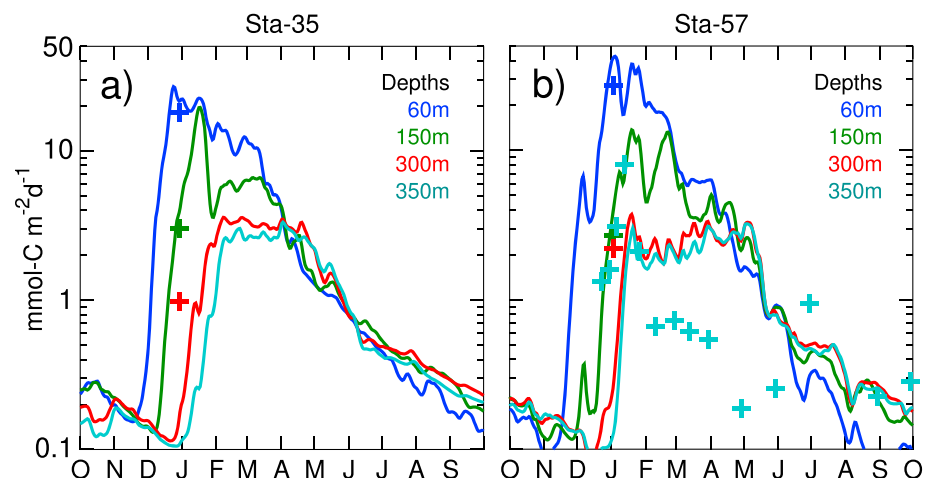 Sta-35 Sta-57
50
a) Depths
60m
150m
300m
350m
b) Depths
60m
150m
300m
350m
10
1
0.1
mmol-C m⁻²d⁻¹
O N D J F M A M J J A S
O N D J F M A M J J A S O